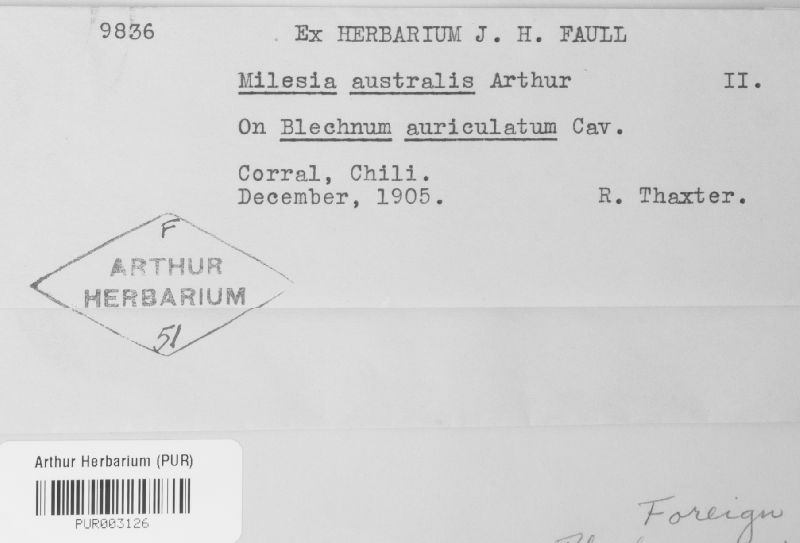 9836 Ex HERBARIUM J. H. FAULL
Milesia australis Arthur II.
On Blechnum auriculatum Cav.
Corral, Chili.
December, 1905. R. Thaxter.
F
ARTHUR
HERBARIUM
51
Arthur Herbarium (PUR)
PUR003126
Foreign